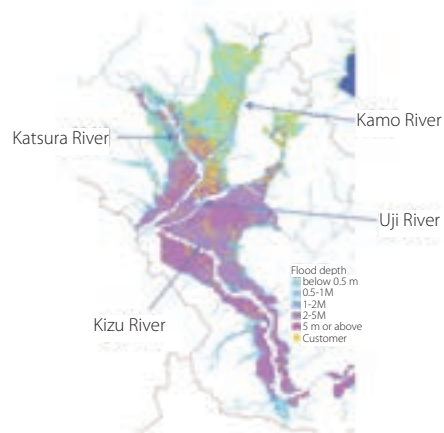 Kamo River
Katsura River
Uji River
Flood depth
below 0.5 m
0.5-1M
1-2M
2-5M
5 m or above
Customer
Kizu River